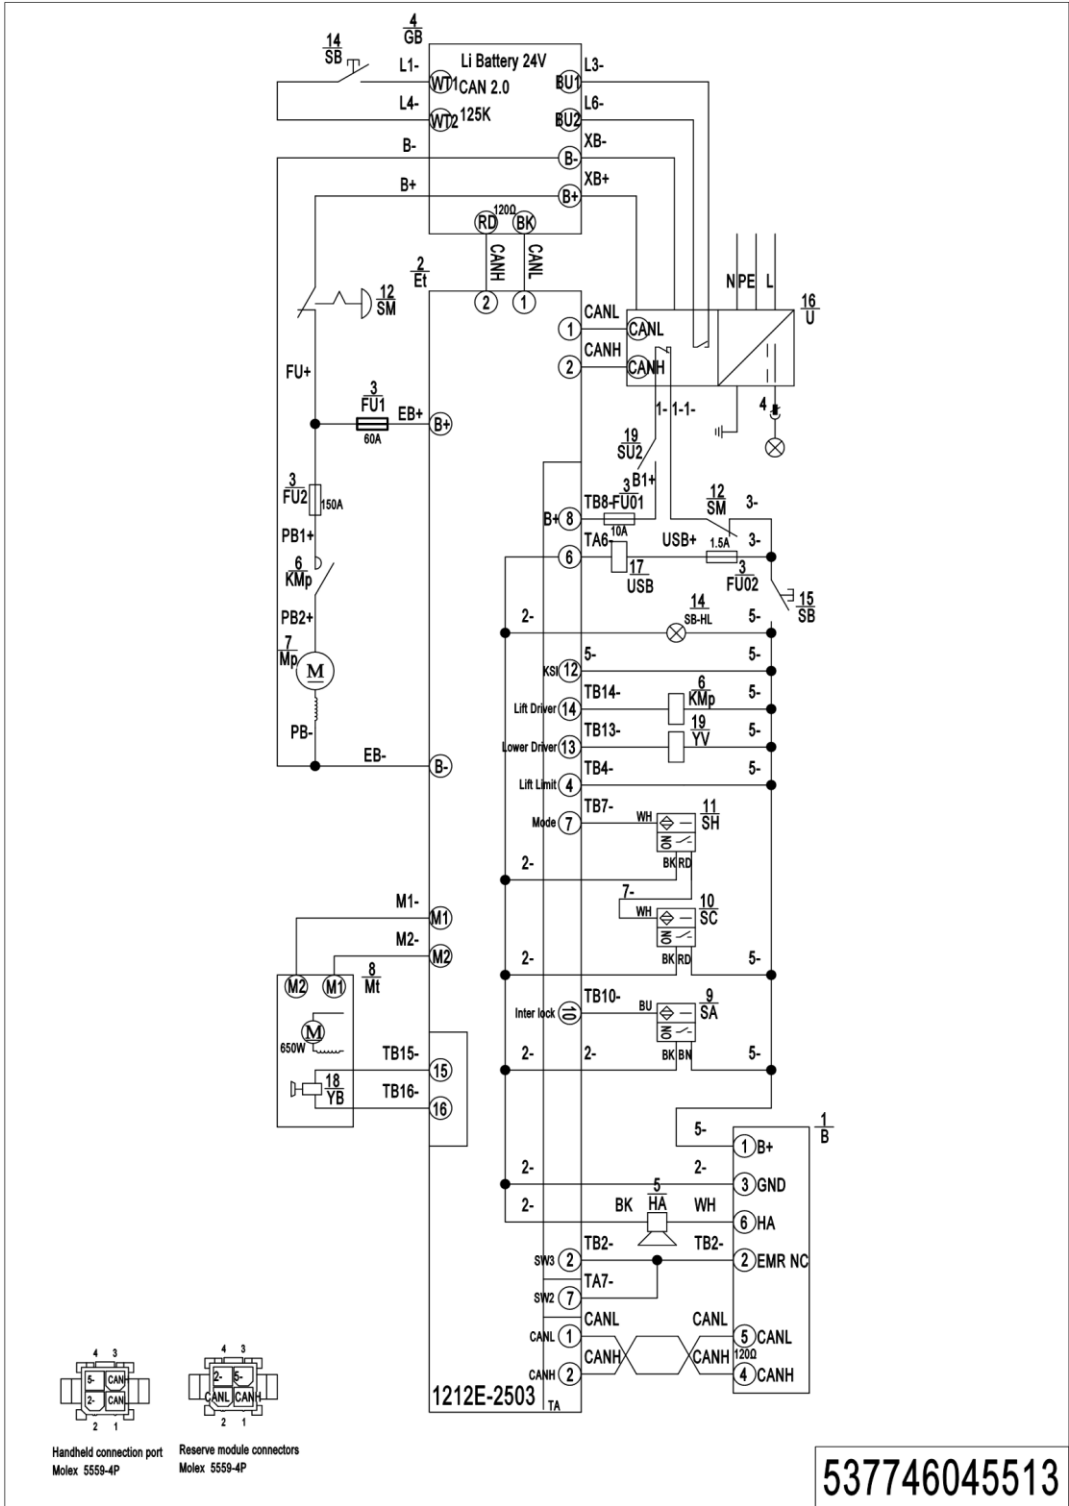 4
GB
14
SB
L1-
WT1
Li Battery 24V
CAN 2.0
BU1
L3-
L4-
WT2
125K
BU2
L6-
B-
B-
XB-
B+
B+
XB+
RD
120Ω
BK
CANH
CANL
2
Et
2
1
N
PE
L
16
U
12
SM
1
CANL
CANL
2
CANH
CANH
FU+
3
FU1
60A
EB+
B+
1-
1-1-
4
19
SU2
B1+
3
FU2
150A
B+
8
TB8-
3
FU01
10A
12
SM
3-
PB1+
6
TA6-
17
USB
USB+
1.5A
3
FU02
3-
6
KMp
15
SB
PB2+
2-
14
SB-HL
5-
7
Mp
M
KSI
12
5-
5-
Lift Driver
14
TB14-
6
KMp
5-
PB-
Lower Driver
13
TB13-
19
YV
5-
EB-
B-
Lift Limit
4
TB4-
5-
Mode
7
TB7-
WH
11
SH
NO
BK
RD
2-
7-
M1-
M1
WH
10
SC
NO
M2-
M2
2-
BK
RD
5-
8
Mt
M2
M1
M
650W
Inter lock
10
TB10-
BU
9
SA
NO
2-
2-
BK
BN
5-
TB15-
15
18
YB
TB16-
16
1
B
5-
1
B+
2-
2-
3
GND
2-
BK
5
HA
WH
6
HA
SW3
2
TB2-
TB2-
2
EMR NC
SW2
7
TA7-
CANL
1
CANL
CANL
5
CANL
CANH
2
CANH
CANH
120Ω
4
CANH
1212E-2503
TA
4 3
5-
CANH
2-
CAN
2 1
Handheld connection port
Molex 5559-4P
4 3
2-
5-
CANL
CANH
2 1
Reserve module connectors
Molex 5559-4P
537746045513